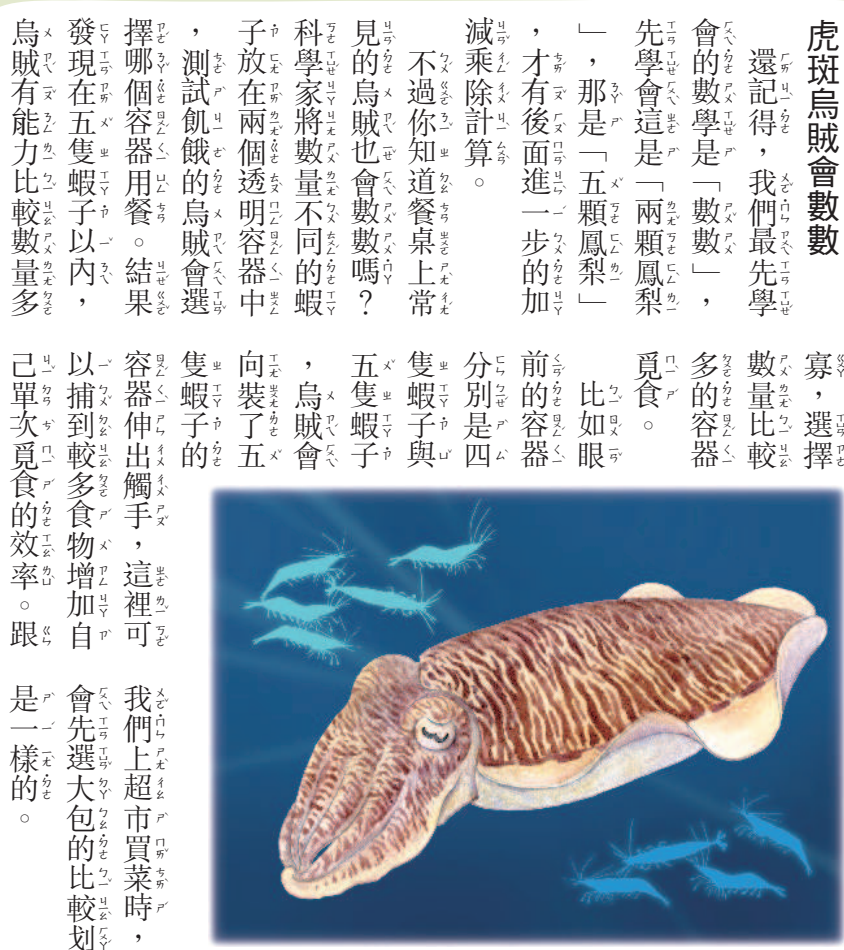 虎斑烏賊會數數
還記得，我們最先學
會的數學是「數數」，
先學會這是「兩顆鳳梨
」，那是「五顆鳳梨」
，才有後面進一步的加
減乘除計算。
不過你知道餐桌上常
見的烏賊也會數數嗎？
科學家將數量不同的蝦
子放在兩個透明容器中
，測試飢餓的烏賊會選
擇哪個容器用餐。結果
發現在五隻蝦子以內，
烏賊有能力比較數量多
寡，選擇
數量比較
多的容器
覓食。
比如眼
前的容器
分別是四
隻蝦子與
五隻蝦子
，烏賊會
向裝了五
隻蝦子的
容器伸出觸手，這裡可
以捕到較多食物增加自
己單次覓食的效率。跟
我們上超市買菜時，
會先選大包的比較划
是一樣的。